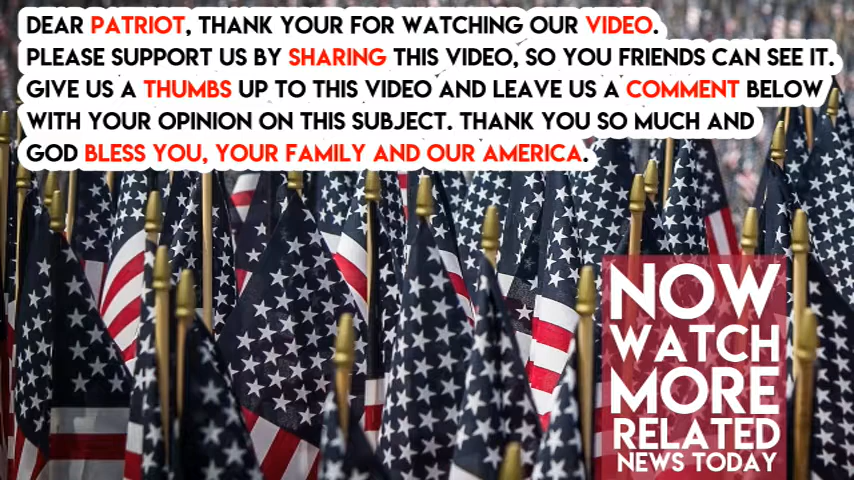 DEAR PATRIOT, THANK YOUR FOR WATCHING OUR VIDEO.
PLEASE SUPPORT US BY SHARING THIS VIDEO, SO YOU FRIENDS CAN SEE IT.
GIVE US A THUMBS UP TO THIS VIDEO AND LEAVE US A COMMENT BELOW
WITH YOUR OPINION ON THIS SUBJECT. THANK YOU SO MUCH AND
GOD BLESS YOU, YOUR FAMILY AND OUR AMERICA.
NOW
WATCH
MORE
RELATED
NEWS TODAY